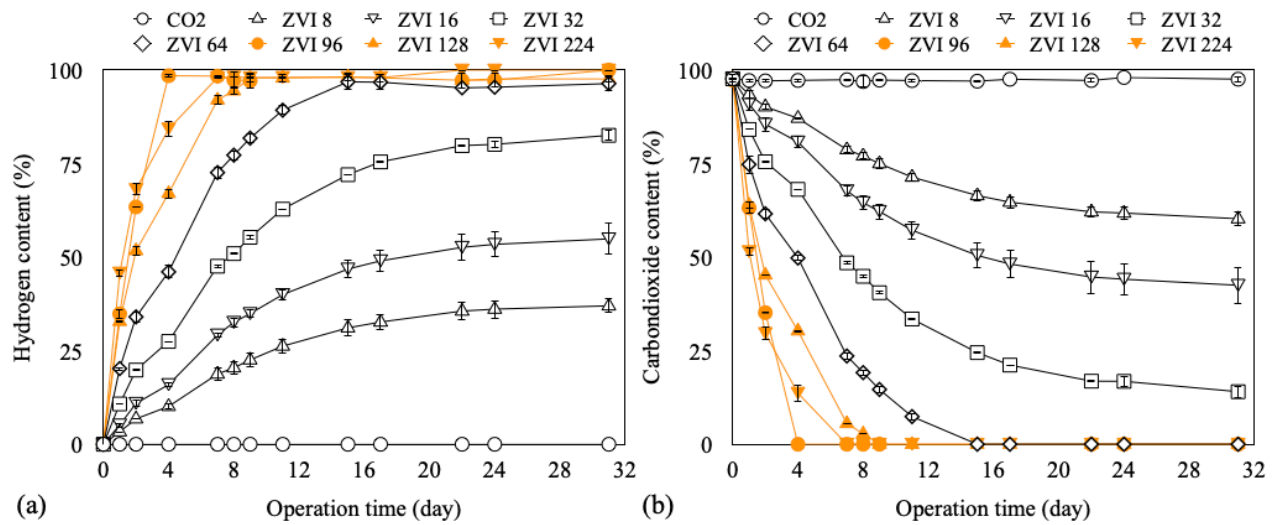 CO2 ZVI 8 ZVI 16 ZVI 32
ZVI 64 ZVI 96 ZVI 128 ZVI 224
100
75
50
25
0
0 4 8 12 16 20 24 28 32
Hydrogen content (%)
Operation time (day)
(a)
CO2 ZVI 8 ZVI 16 ZVI 32
ZVI 64 ZVI 96 ZVI 128 ZVI 224
100
75
50
25
0
0 4 8 12 16 20 24 28 32
Carbondioxide content (%)
Operation time (day)
(b)